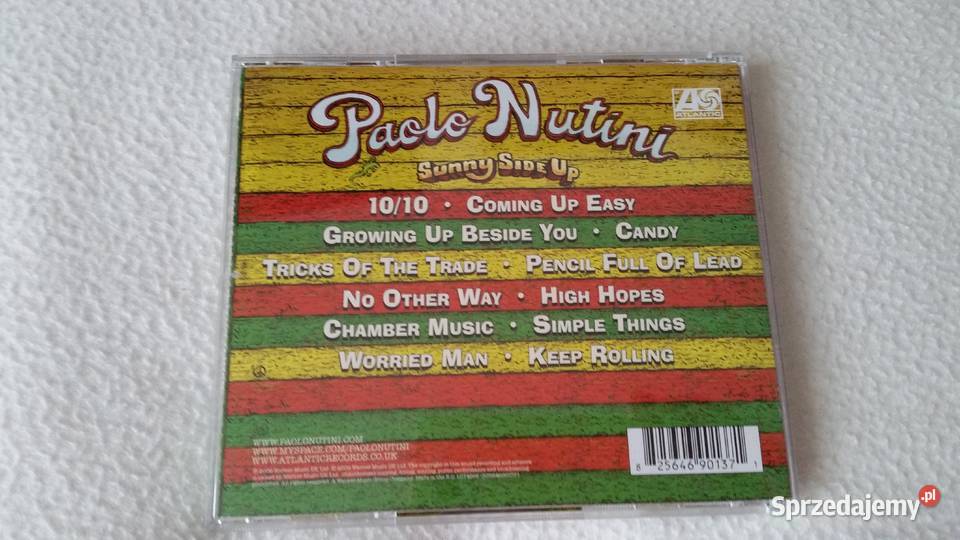 Paolo Nutini
ATLANTIC
Sunny Side Up
10/10 • Coming Up Easy
Growing Up Beside You • Candy
Tricks Of The Trade • Pencil Full Of Lead
No Other Way • High Hopes
Chamber Music • Simple Things
Worried Man • Keep Rolling
WWW.PAOLONUTINI.COM
WWW.MYSPACE.COM/PAOLONUTINI
WWW.ATLANTICRECORDS.CO.UK
8 25646 90137 1
Sprzedajemy.pl